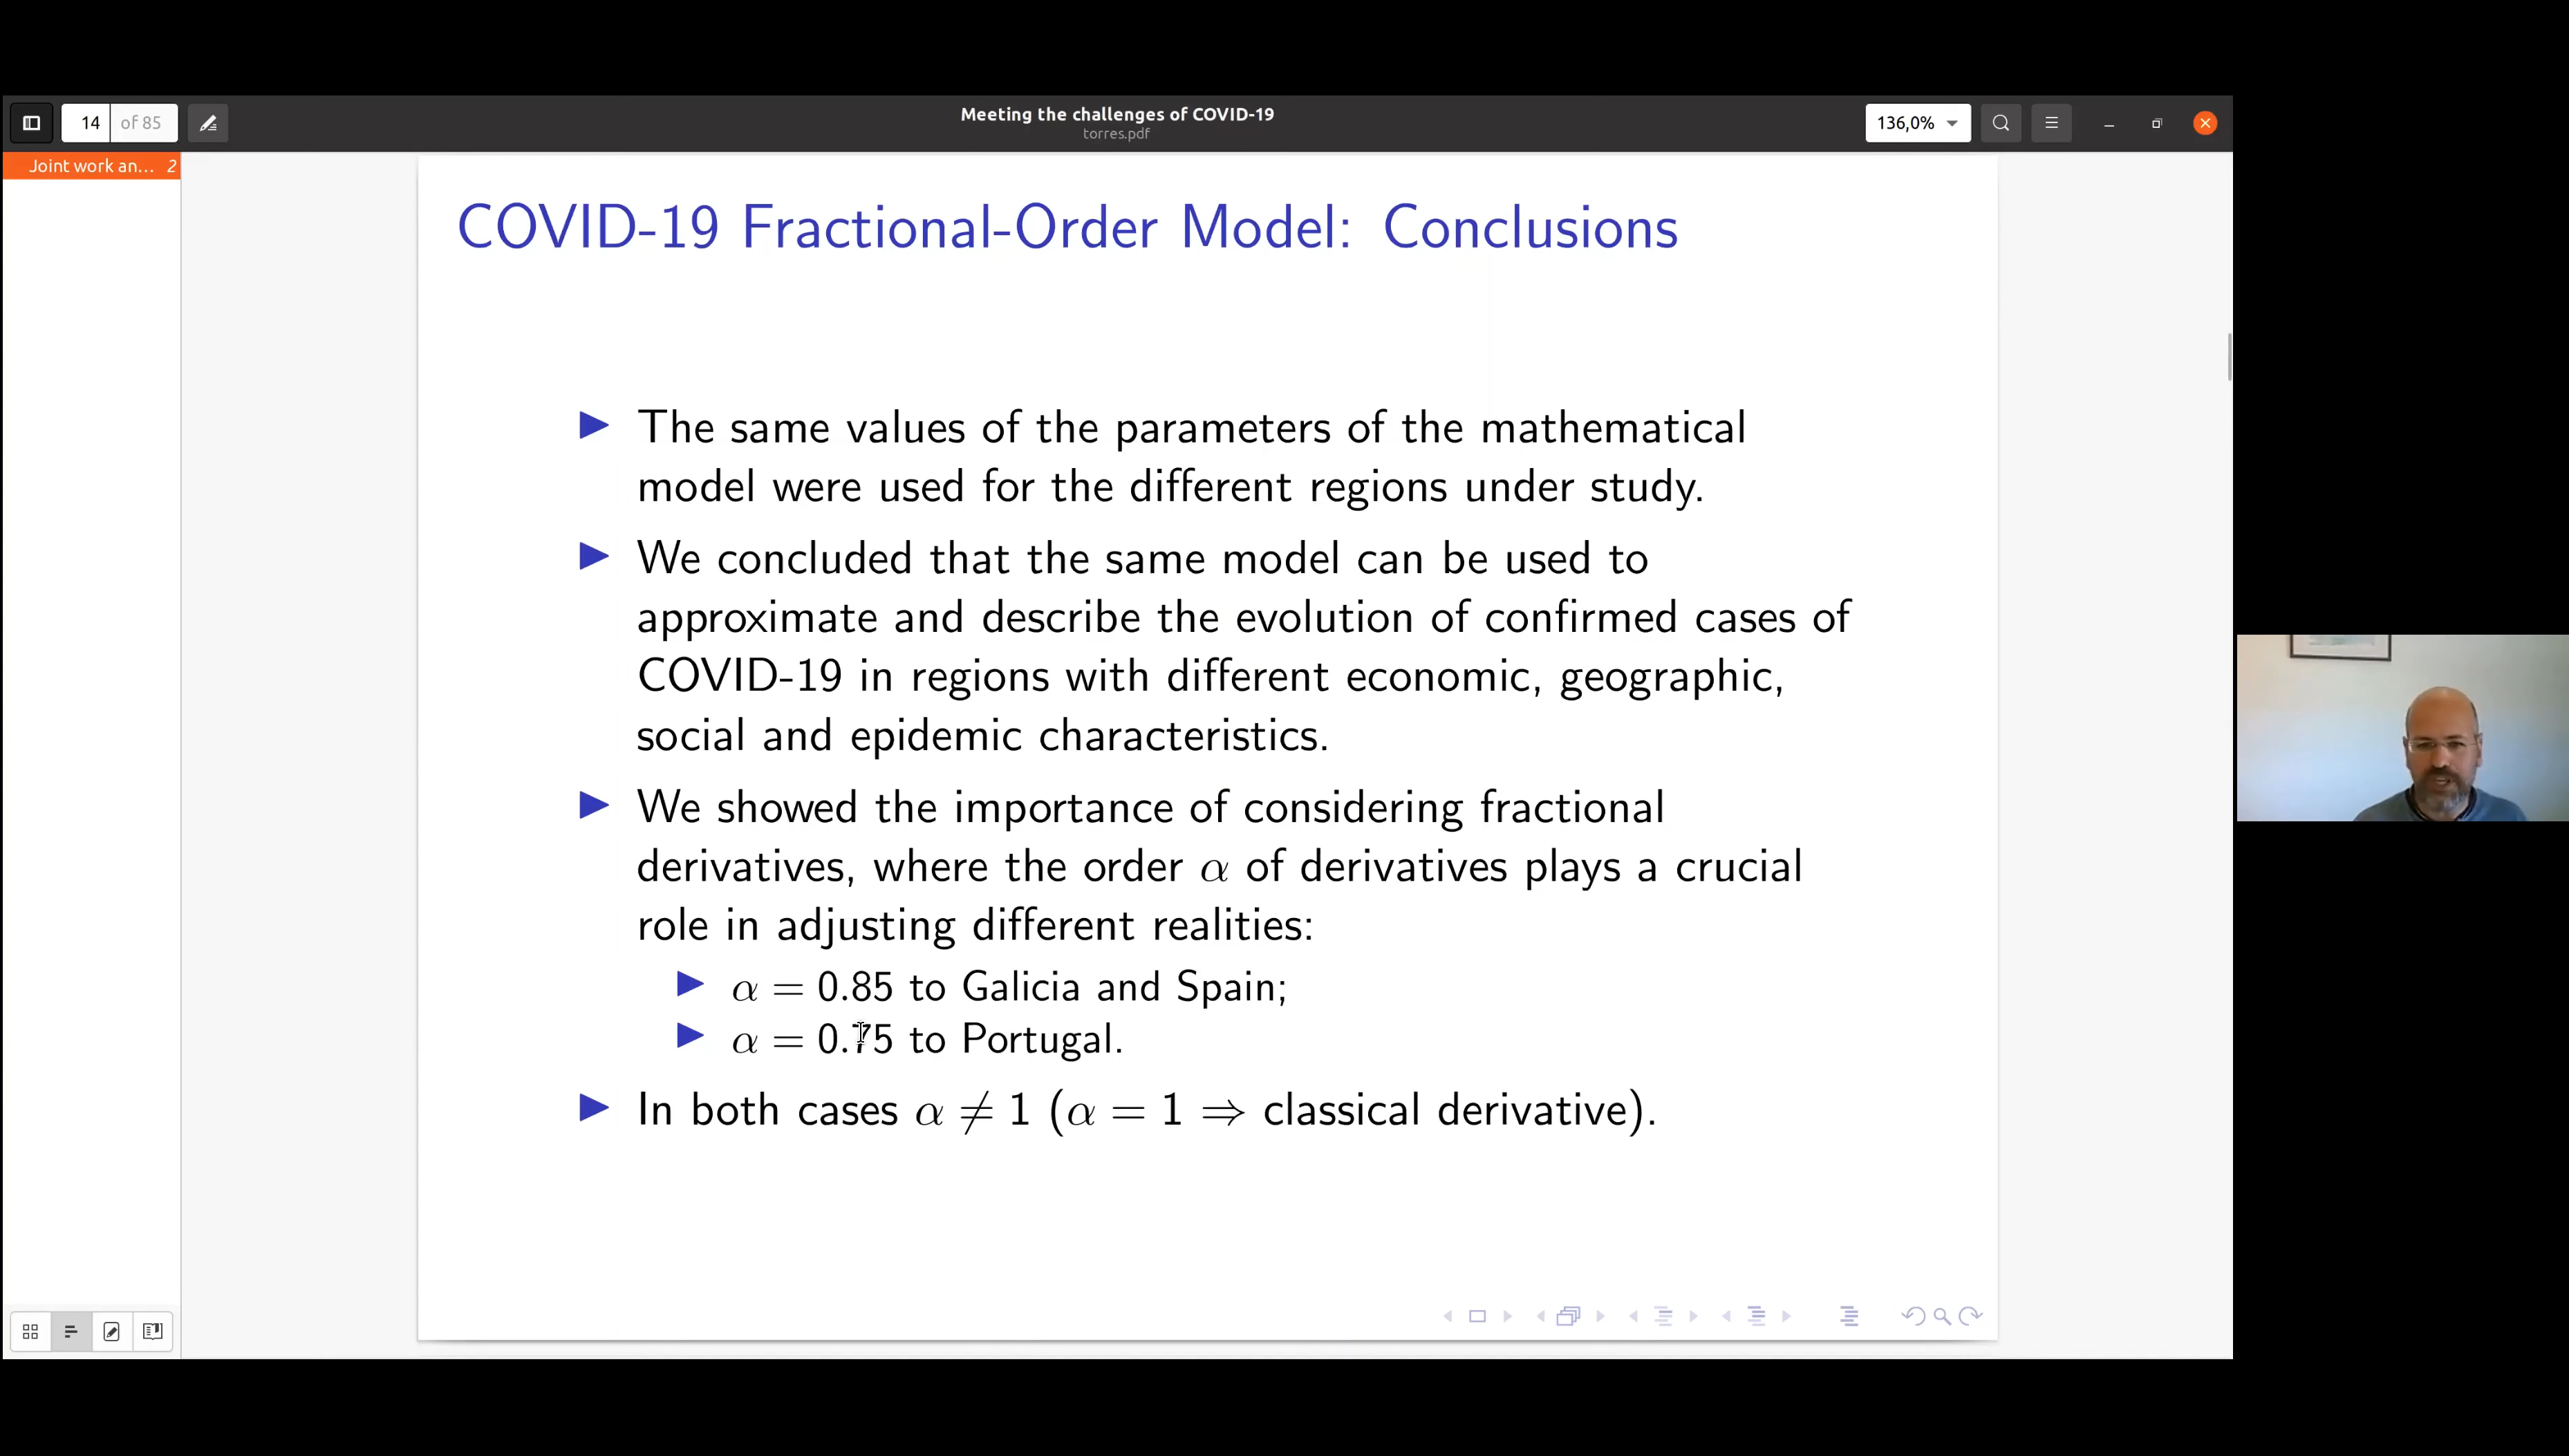 14 of 85
Meeting the challenges of COVID-19
torres.pdf
136,0%
Joint work an... 2
COVID-19 Fractional-Order Model: Conclusions
The same values of the parameters of the mathematical
model were used for the different regions under study.
We concluded that the same model can be used to
approximate and describe the evolution of confirmed cases of
COVID-19 in regions with different economic, geographic,
social and epidemic characteristics.
We showed the importance of considering fractional
derivatives, where the order α of derivatives plays a crucial
role in adjusting different realities:
α = 0.85 to Galicia and Spain;
α = 0.75 to Portugal.
In both cases α ≠ 1 (α = 1 ⇒ classical derivative).